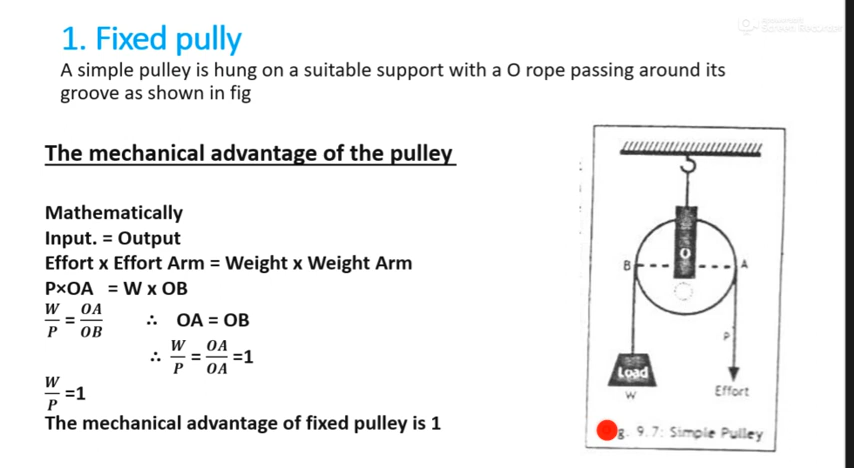 1. Fixed pully
A simple pulley is hung on a suitable support with a O rope passing around its
groove as shown in fig
The mechanical advantage of the pulley
Mathematically
Input. = Output
Effort x Effort Arm = Weight x Weight Arm
P×OA = W x OB
W/P = OA/OB ∴ OA = OB
∴ W/P = OA/OA =1
W/P =1
The mechanical advantage of fixed pulley is 1
O
B
A
P
Load
W
Effort
g. 9.7: Simple Pulley
Screen Recorder